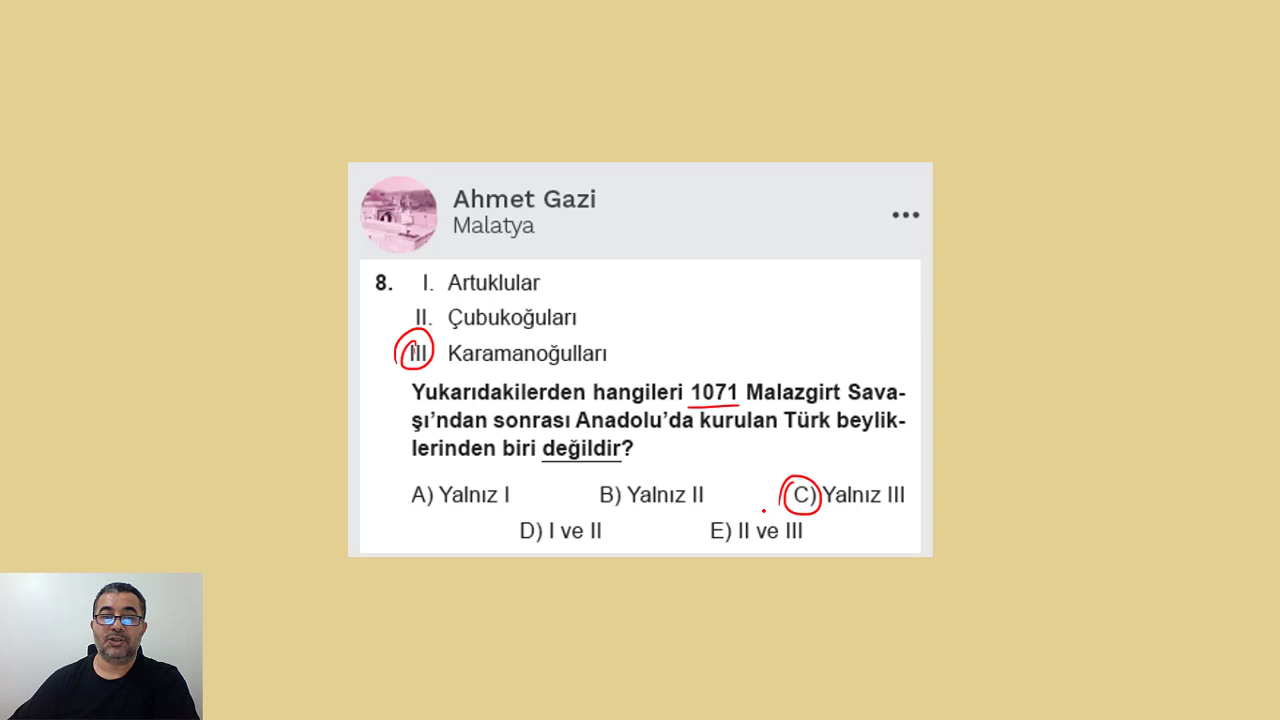 Ahmet Gazi
Malatya
8. I. Artuklular
II. Çubukoğuları
III. Karamanoğulları
Yukarıdakilerden hangileri 1071 Malazgirt Sava-
şı'ndan sonrası Anadolu'da kurulan Türk beylik-
lerinden biri değildir?
A) Yalnız I B) Yalnız II C) Yalnız III
D) I ve II E) II ve III